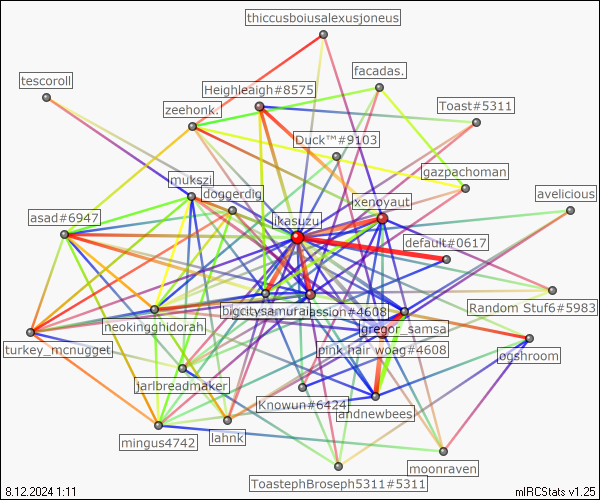 thiccusboiusalexusjoneus
tescoroll
facadas.
Heighleaigh#8575
Toast#5311
zeehonk.
Duck™#9103
gazpachoman
mukszi
doggerdig
xenoyaut
avelicious
asad#6947
ikasuzu
default#0617
Random Stuf6#5983
bigcitysamurai
assion#4608
neokingghidorah
gregor_samsa
turkey_mcnugget
pink hair woag#4608
ogshroom
jarlbreadmaker
Knowun#6424
andnewbees
mingus4742
lahnk
moonraven
ToastephBroseph5311#5311
8.12.2024 1:11
mIRCStats v1.25